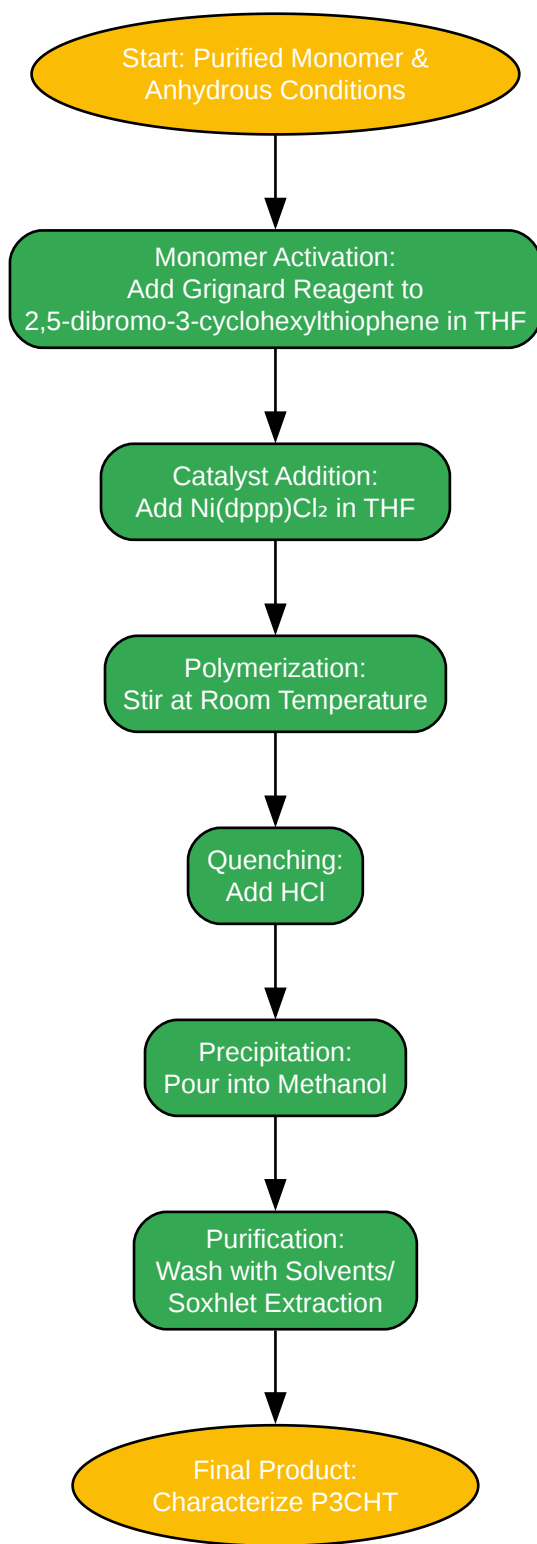 Start: Purified Monomer &
Anhydrous Conditions
Monomer Activation:
Add Grignard Reagent to
2,5-dibromo-3-cyclohexylthiophene in THF
Catalyst Addition:
Add Ni(dppp)Cl₂ in THF
Polymerization:
Stir at Room Temperature
Quenching:
Add HCl
Precipitation:
Pour into Methanol
Purification:
Wash with Solvents/
Soxhlet Extraction
Final Product:
Characterize P3CHT